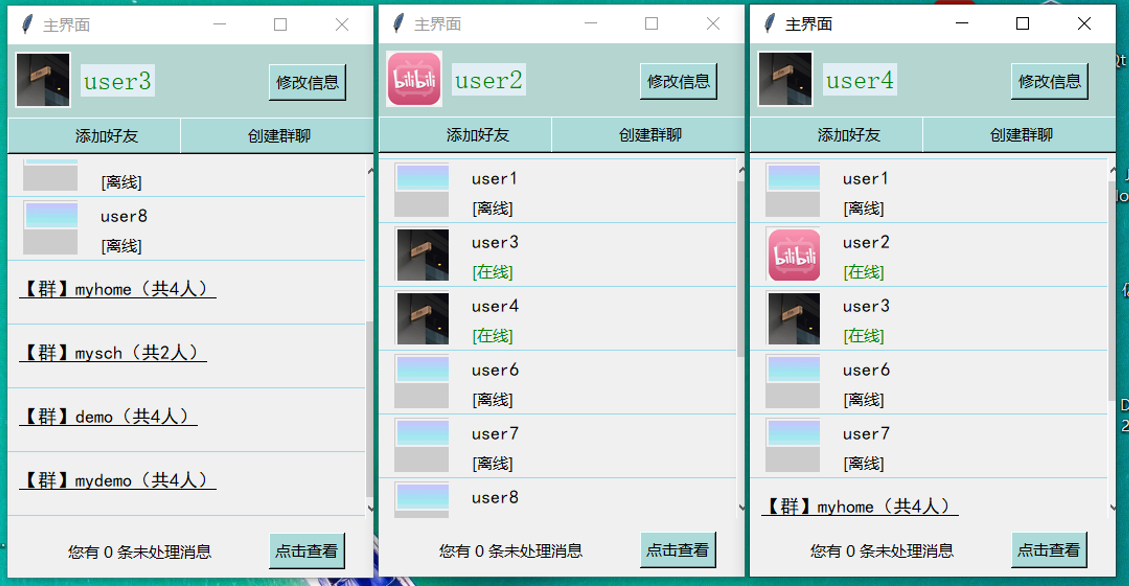 主界面
user3
修改信息
添加好友
创建群聊
[离线]
user8
[离线]
【群】myhome（共4人）
【群】mysch（共2人）
【群】demo（共4人）
【群】mydemo（共4人）
您有 0 条未处理消息
点击查看
主界面
bilibili
user2
修改信息
添加好友
创建群聊
user1
[离线]
user3
[在线]
user4
[在线]
user6
[离线]
user7
[离线]
user8
您有 0 条未处理消息
点击查看
主界面
user4
修改信息
添加好友
创建群聊
user1
[离线]
bilibili
user2
[在线]
user3
[在线]
user6
[离线]
user7
[离线]
【群】myhome（共4人）
您有 0 条未处理消息
点击查看